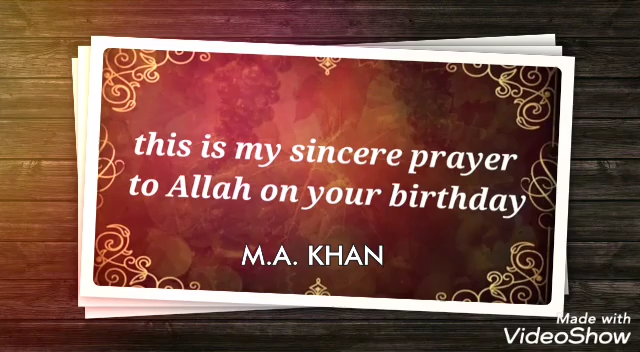 this is my sincere prayer
to Allah on your birthday
M.A. KHAN
Made with
VideoShow